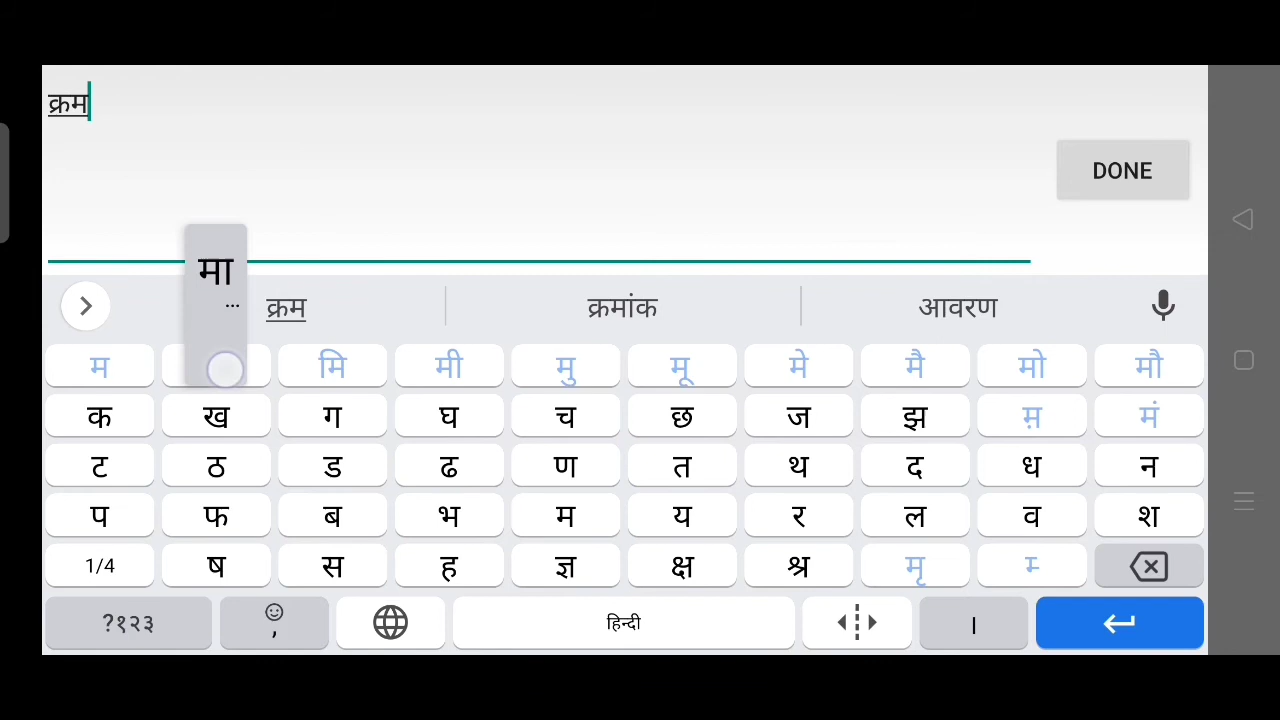 क्रम
DONE
मा
...
क्रम क्रमांक आवरण
म मि मी मु मू मे मै मो मौ
क ख ग घ च छ ज झ म़ मं
ट ठ ड ढ ण त थ द ध न
प फ ब भ म य र ल व श
1/4 ष स ह ज्ञ क्ष श्र मृ म्
?१२३ , हिन्दी ।